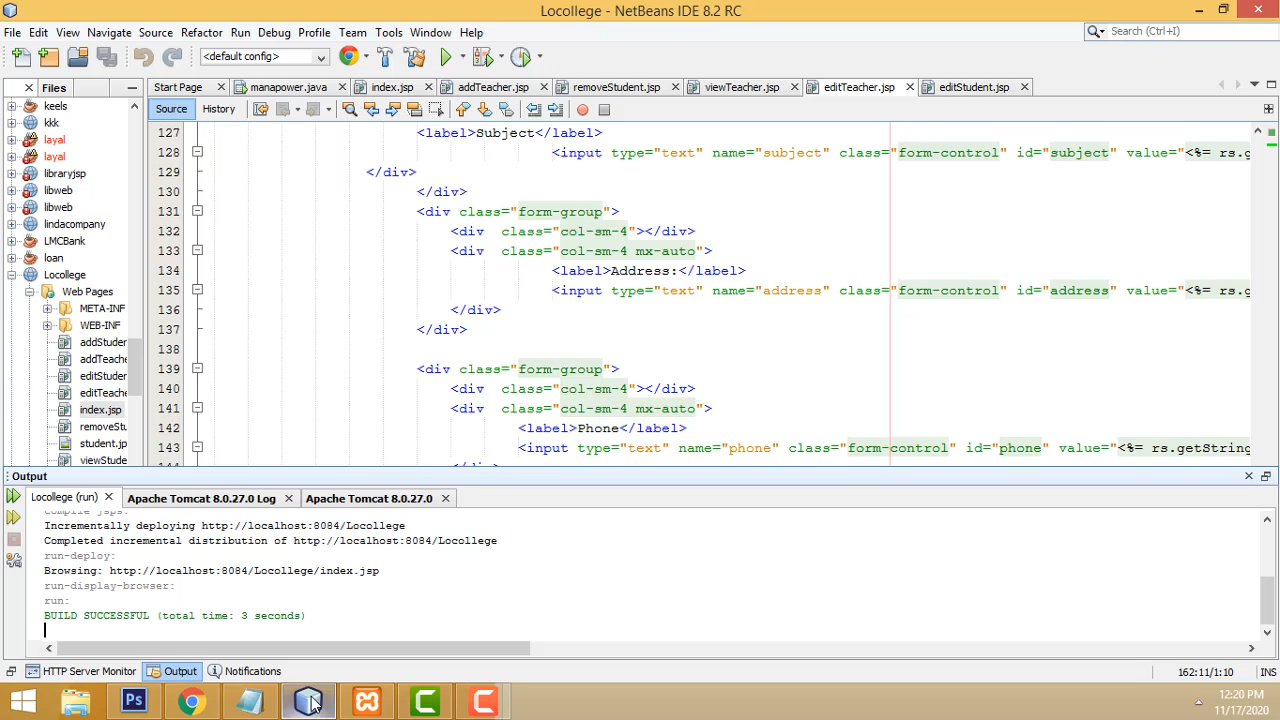 Locollege - NetBeans IDE 8.2 RC
File Edit View Navigate Source Refactor Run Debug Profile Team Tools Window Help
Search (Ctrl+I)
<default config>
Files
Start Page manapower.java index.jsp addTeacher.jsp removeStudent.jsp viewTeacher.jsp editTeacher.jsp editStudent.jsp
Source History
keels
kkk
layal
layal
libraryjsp
libweb
libweb
lindacompany
LMCBank
loan
Locollege
Web Pages
META-INF
WEB-INF
addStuden
addTeache
editStuden
editTeache
index.jsp
removeStu
student.jp
viewStude
127 <label>Subject</label>
128 <input type="text" name="subject" class="form-control" id="subject" value="<%= rs.g
129 </div>
130 </div>
131 <div class="form-group">
132 <div class="col-sm-4"></div>
133 <div class="col-sm-4 mx-auto">
134 <label>Address:</label>
135 <input type="text" name="address" class="form-control" id="address" value="<%= rs.g
136 </div>
137 </div>
138
139 <div class="form-group">
140 <div class="col-sm-4"></div>
141 <div class="col-sm-4 mx-auto">
142 <label>Phone</label>
143 <input type="text" name="phone" class="form-control" id="phone" value="<%= rs.getString
Output
Locollege (run) Apache Tomcat 8.0.27.0 Log Apache Tomcat 8.0.27.0
compile-jsps:
Incrementally deploying http://localhost:8084/Locollege
Completed incremental distribution of http://localhost:8084/Locollege
run-deploy:
Browsing: http://localhost:8084/Locollege/index.jsp
run-display-browser:
run:
BUILD SUCCESSFUL (total time: 3 seconds)
HTTP Server Monitor Output Notifications
162:11/1:10 INS
Ps
12:20 PM
11/17/2020